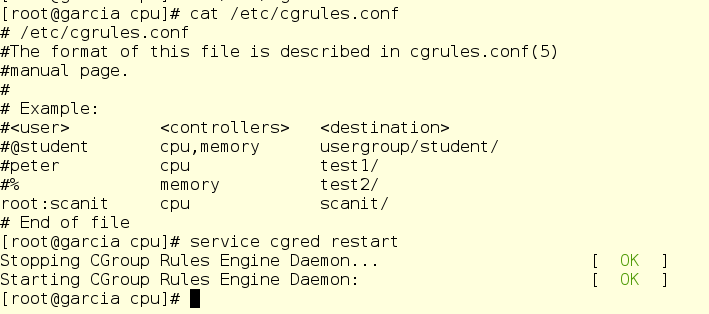 [root@garcia cpu]# cat /etc/cgrules.conf
# /etc/cgrules.conf
#The format of this file is described in cgrules.conf(5)
#manual page.
#
# Example:
#<user>         <controllers>   <destination>
#@student       cpu,memory      usergroup/student/
#peter          cpu             test1/
#%              memory          test2/
root:scanit     cpu             scanit/
# End of file
[root@garcia cpu]# service cgred restart
Stopping CGroup Rules Engine Daemon...                     [  OK  ]
Starting CGroup Rules Engine Daemon:                       [  OK  ]
[root@garcia cpu]#